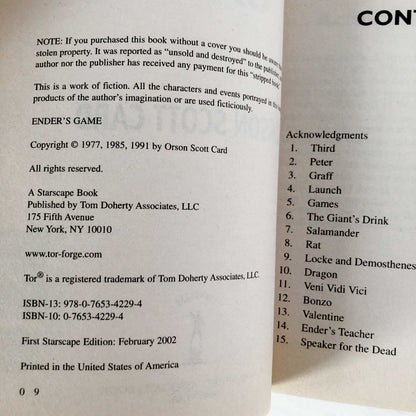 NOTE: If you purchased this book without a cover you should be aware
stolen property. It was reported as "unsold and destroyed" to the publisher,
author nor the publisher has received any payment for this "stripped book."
This is a work of fiction. All the characters and events portrayed in this
products of the author's imagination or are used ficticiously.
ENDER'S GAME
Copyright © 1977, 1985, 1991 by Orson Scott Card
All rights reserved.
A Starscape Book
Published by Tom Doherty Associates, LLC
175 Fifth Avenue
New York, NY 10010
www.tor-forge.com
Tor® is a registered trademark of Tom Doherty Associates, LLC.
ISBN-13: 978-0-7653-4229-4
ISBN-10: 0-7653-4229-4
First Starscape Edition: February 2002
Printed in the United States of America
0 9
CONT
Acknowledgments
1. Third
2. Peter
3. Graff
4. Launch
5. Games
6. The Giant's Drink
7. Salamander
8. Rat
9. Locke and Demosthenes
10. Dragon
11. Veni Vidi Vici
12. Bonzo
13. Valentine
14. Ender's Teacher
15. Speaker for the Dead